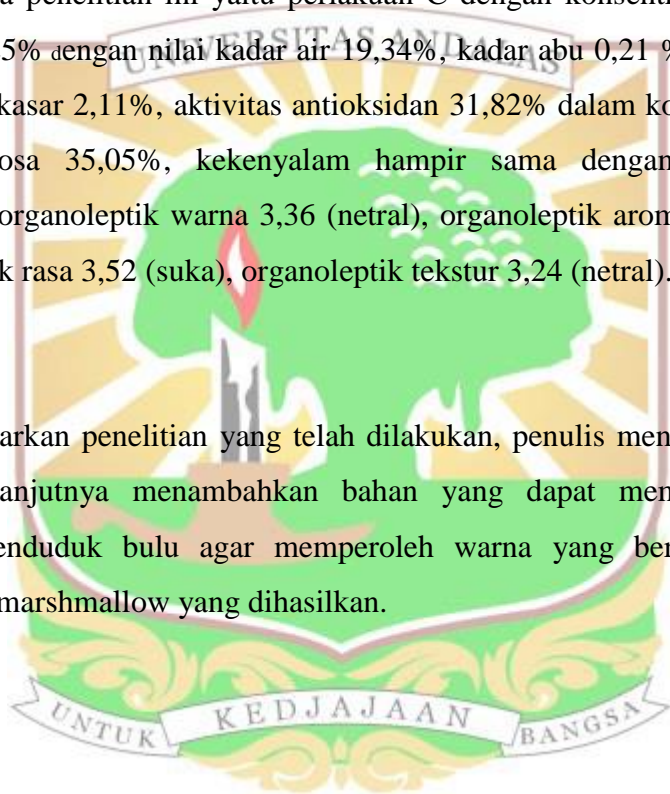 a penelitian ini yaitu perlakuan C dengan konsent
5% dengan nilai kadar air 19,34%, kadar abu 0,21 %
kasar 2,11%, aktivitas antioksidan 31,82% dalam ko
osa 35,05%, kekenyalam hampir sama dengan
organoleptik warna 3,36 (netral), organoleptik arom
k rasa 3,52 (suka), organoleptik tekstur 3,24 (netral).
arkan penelitian yang telah dilakukan, penulis men
anjutnya menambahkan bahan yang dapat mem
enduduk bulu agar memperoleh warna yang ber
marshmallow yang dihasilkan.
UNIVERSITAS ANDALAS
UNTUK KEDJAJAAN BANGSA